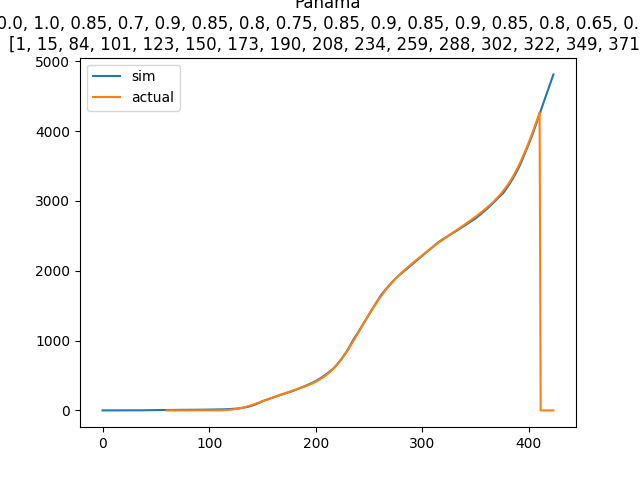 Panama
0.0, 1.0, 0.85, 0.7, 0.9, 0.85, 0.8, 0.75, 0.85, 0.9, 0.85, 0.9, 0.85, 0.8, 0.65, 0.
[1, 15, 84, 101, 123, 150, 173, 190, 208, 234, 259, 288, 302, 322, 349, 371
sim
actual
5000
4000
3000
2000
1000
0
0 100 200 300 400